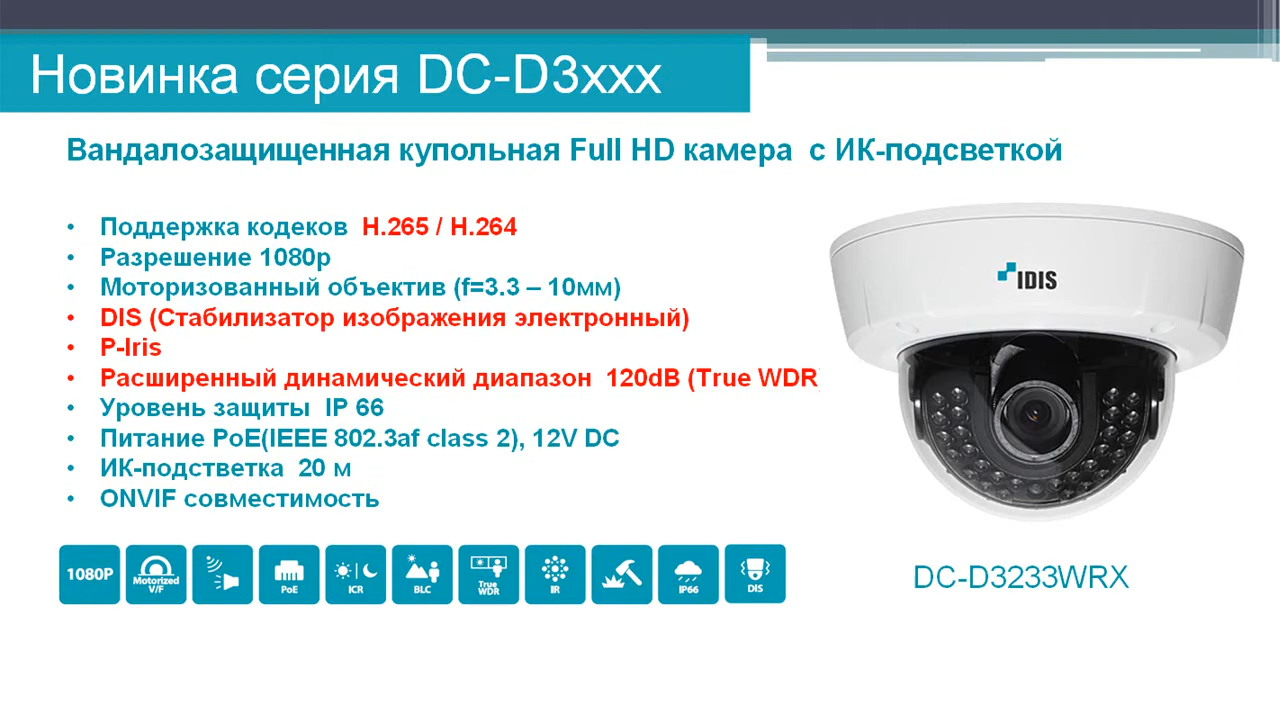 Новинка серия DC-D3xxx
Вандалозащищенная купольная Full HD камера с ИК-подсветкой
• Поддержка кодеков H.265 / H.264
• Разрешение 1080p
• Моторизованный объектив (f=3.3 – 10мм)
• DIS (Стабилизатор изображения электронный)
• P-Iris
• Расширенный динамический диапазон 120dB (True WDR
• Уровень защиты IP 66
• Питание PoE(IEEE 802.3af class 2), 12V DC
• ИК-подстветка 20 м
• ONVIF совместимость
IDIS
1080P
Motorized V/F
PoE
ICR
BLC
True WDR
IR
IP66
DIS
DC-D3233WRX